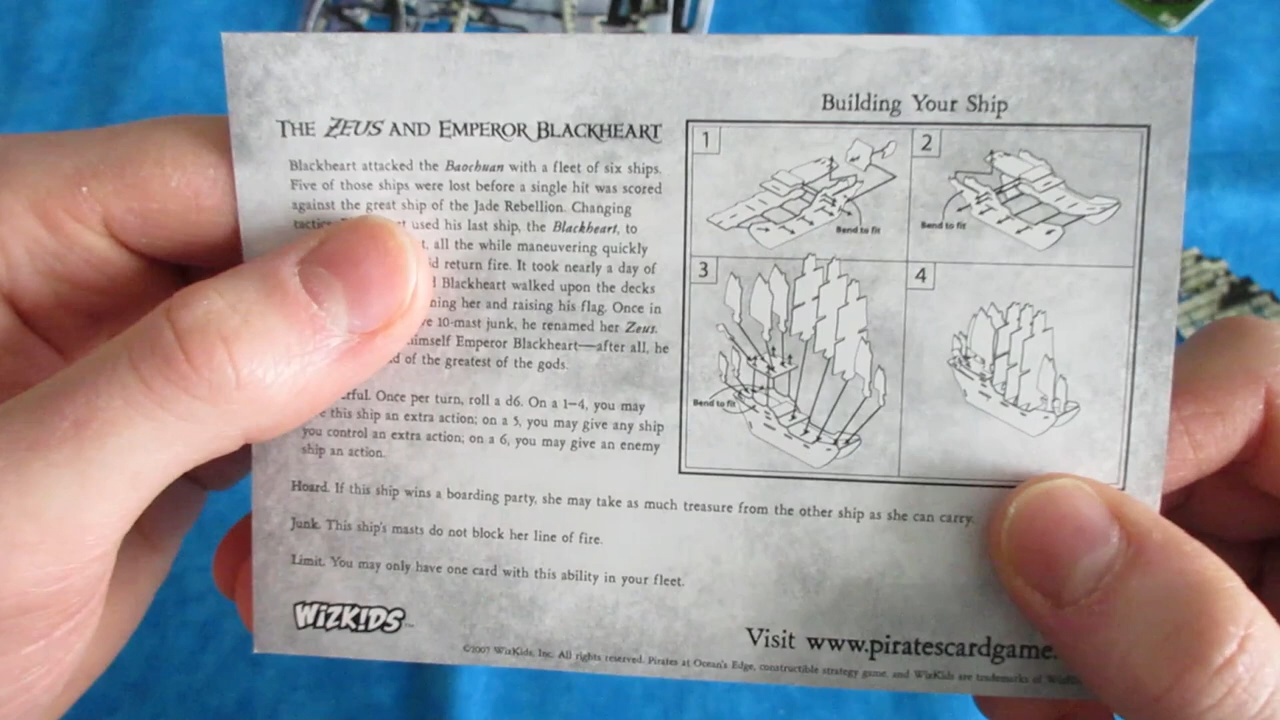 THE ZEUS AND EMPEROR BLACKHEART
Blackheart attacked the Baochuan with a fleet of six ships.
Five of those ships were lost before a single hit was scored
against the great ship of the Jade Rebellion. Changing
used his last ship, the Blackheart, to
all the while maneuvering quickly
return fire. It took nearly a day of
Blackheart walked upon the decks
her and raising his flag. Once in
10-mast junk, he renamed her Zeus.
himself Emperor Blackheart—after all, he
of the greatest of the gods.
Once per turn, roll a d6. On a 1–4, you may
this ship an extra action; on a 5, you may give any ship
you control an extra action; on a 6, you may give an enemy
ship an action.
Hoard. If this ship wins a boarding party, she may take as much treasure from the other ship as she can carry.
Junk. This ship's masts do not block her line of fire.
Limit. You may only have one card with this ability in your fleet.
WIZKIDS™
Building Your Ship
1
Bend to fit
2
Bend to fit
3
Bend to fit
4
Visit www.piratescardgame.
©2007 WizKids, Inc. All rights reserved. Pirates at Ocean's Edge, constructible strategy game, and WizKids are trademarks of